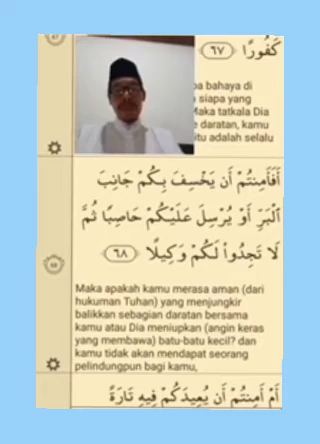 كَفُورًا ٦٧
bahaya di
siapa yang
Maka tatkala Dia
daratan, kamu
itu adalah selalu
أَفَأَمِنتُمْ أَن يَخْسِفَ بِكُمْ جَانِبَ
ٱلْبَرِّ أَوْ يُرْسِلَ عَلَيْكُمْ حَاصِبًا ثُمَّ
لَا تَجِدُوا۟ لَكُمْ وَكِيلًا ٦٨
68
Maka apakah kamu merasa aman (dari
hukuman Tuhan) yang menjungkir
balikkan sebagian daratan bersama
kamu atau Dia meniupkan (angin keras
yang membawa) batu-batu kecil? dan
kamu tidak akan mendapat seorang
pelindungpun bagi kamu,
أَمْ أَمِنتُمْ أَن يُعِيدَكُمْ فِيهِ تَارَةً